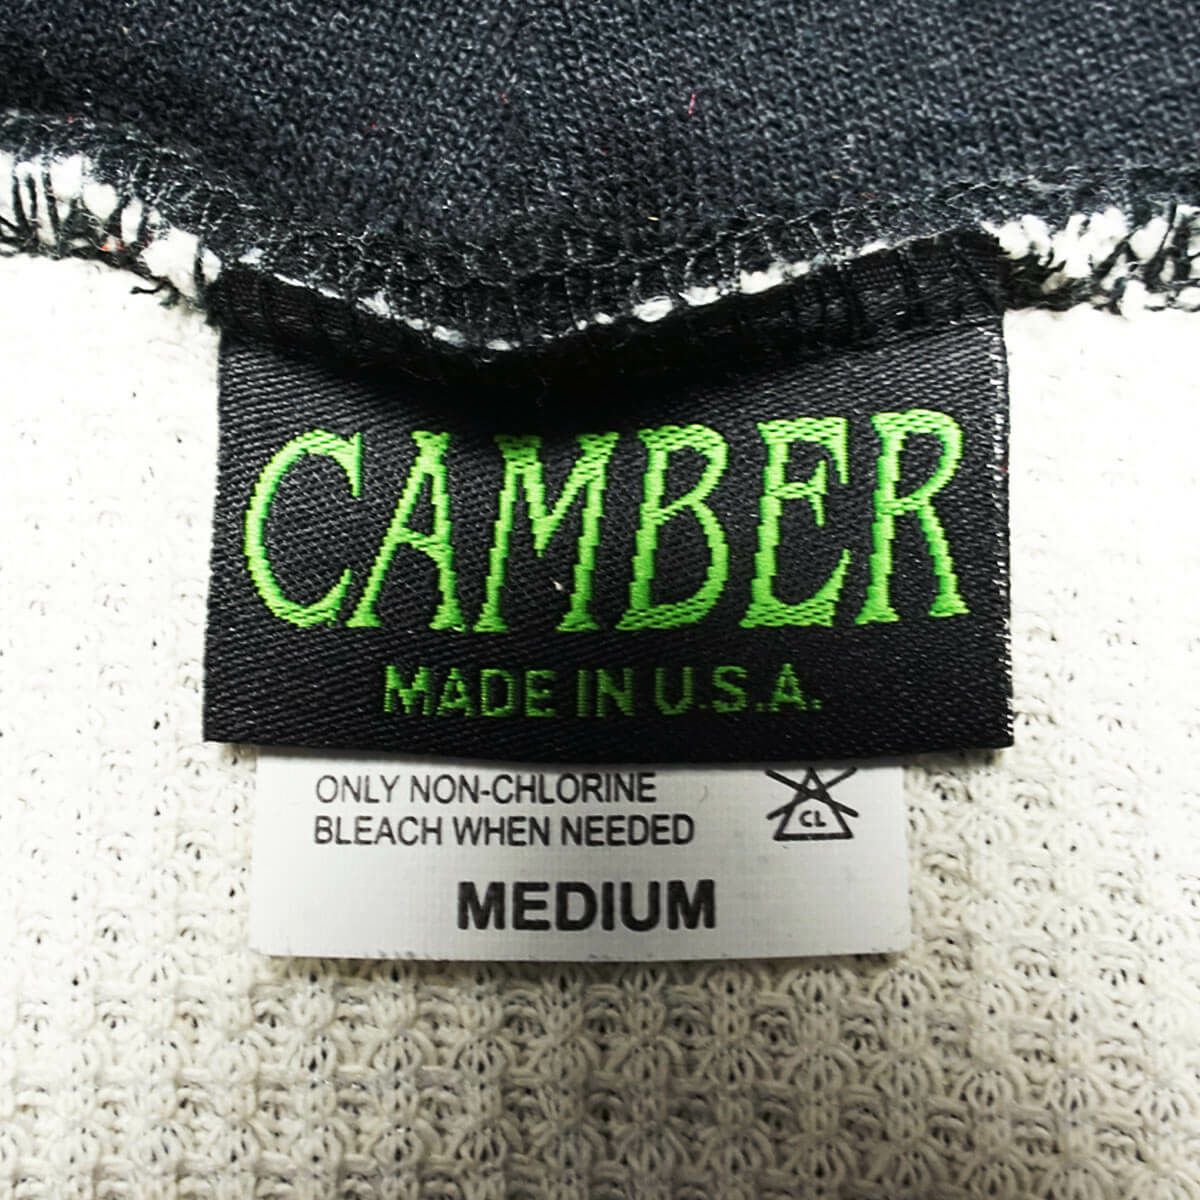 CAMBER
MADE IN U.S.A.
ONLY NON-CHLORINE
BLEACH WHEN NEEDED
CL
MEDIUM